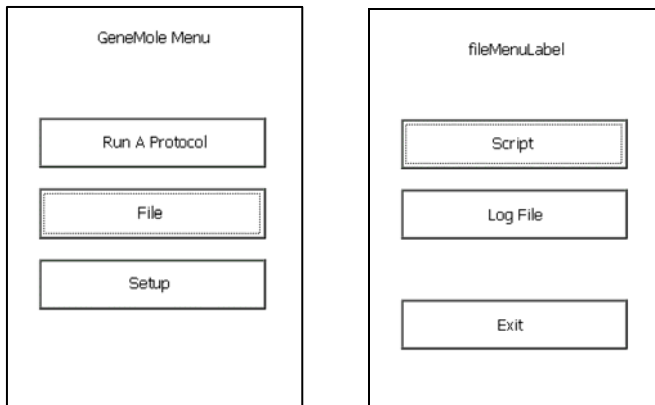 GeneMole Menu
Run A Protocol
File
Setup
fileMenuLabel
Script
Log File
Exit